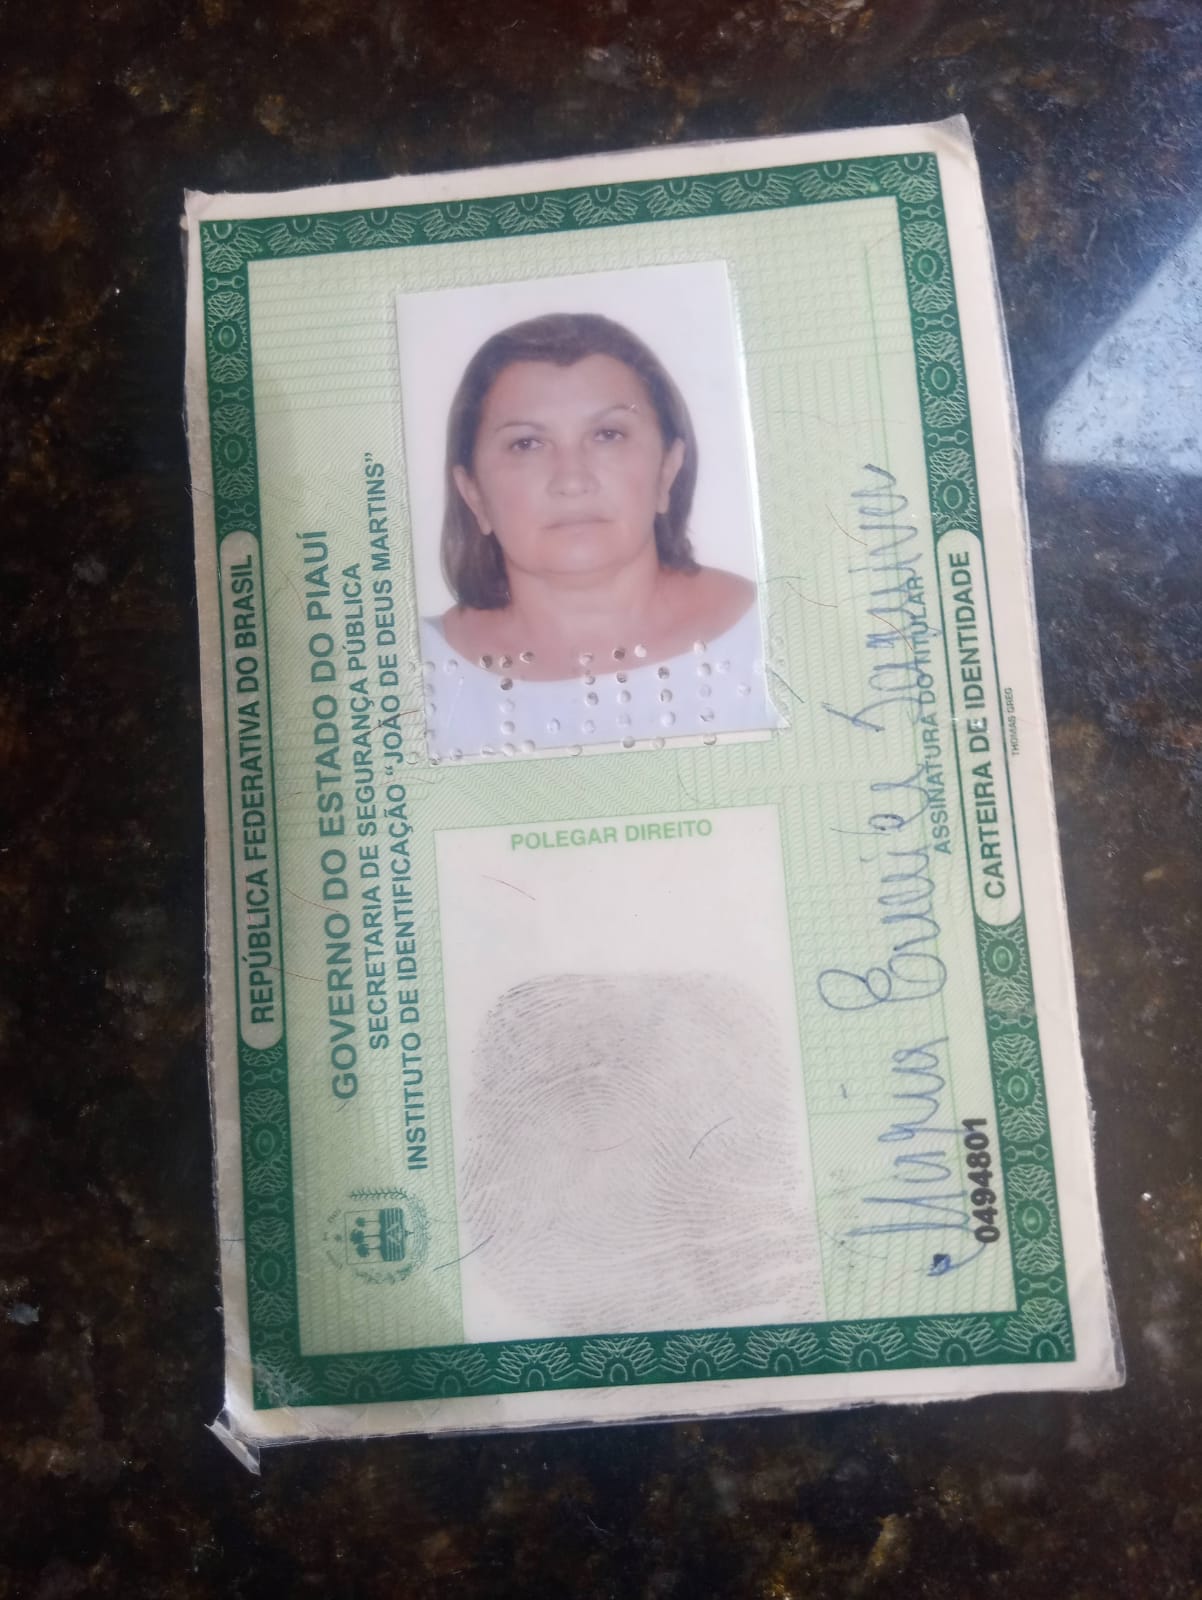 REPÚBLICA FEDERATIVA DO BRASIL
GOVERNO DO ESTADO DO PIAUÍ
SECRETARIA DE SEGURANÇA PÚBLICA
INSTITUTO DE IDENTIFICAÇÃO “JOÃO DE DEUS MARTINS”
POLEGAR DIREITO
Maria
ASSINATURA DO TITULAR
0494801
CARTEIRA DE IDENTIDADE
THOMAS GREG